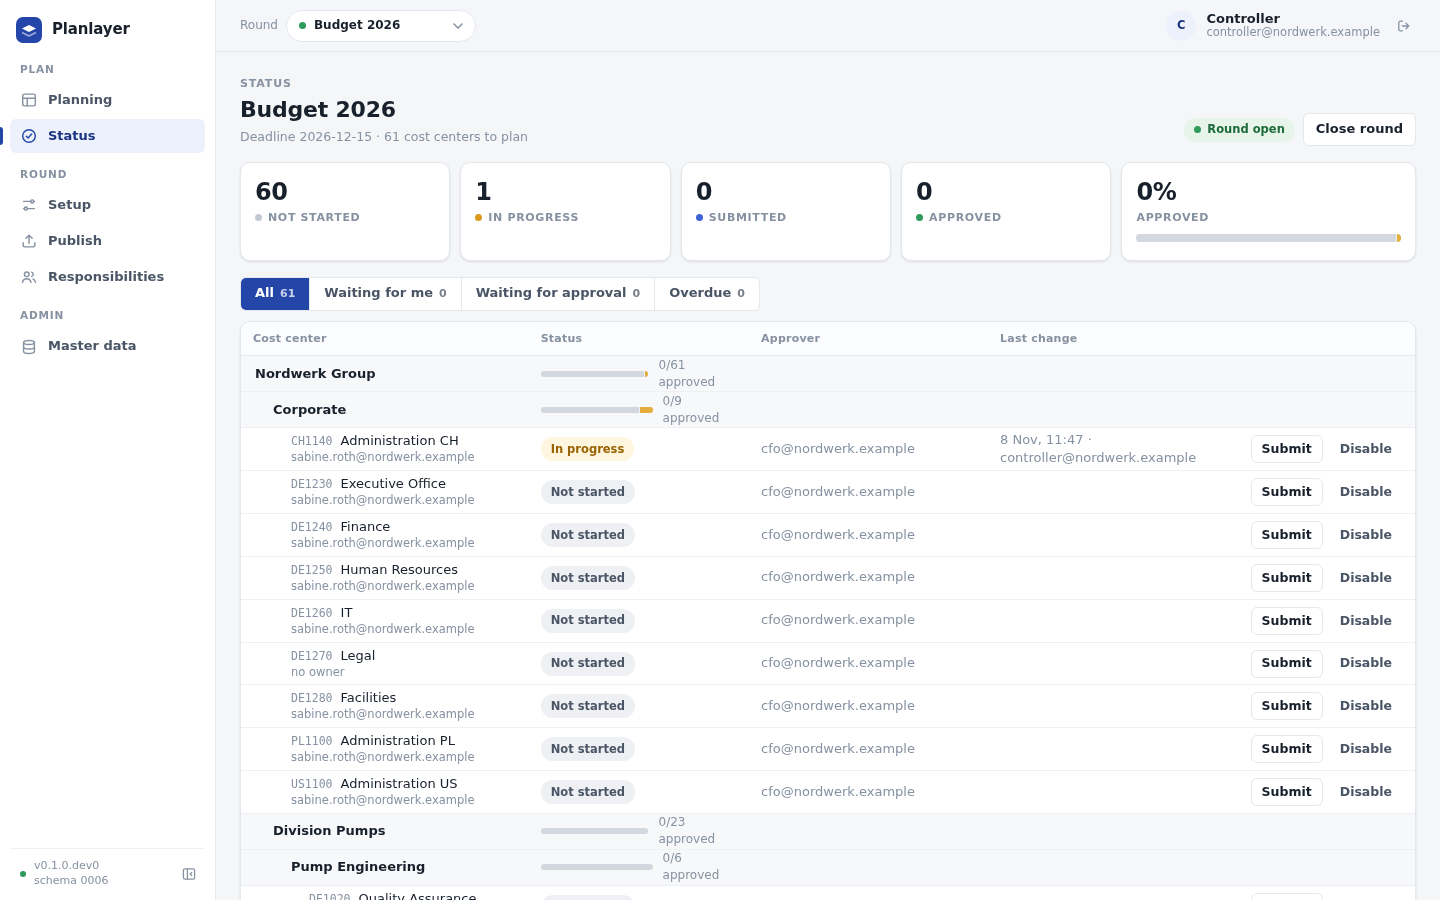 Planlayer
PLAN
Planning
Status
ROUND
Setup
Publish
Responsibilities
ADMIN
Master data
v0.1.0.dev0
schema 0006
Round
Budget 2026
C
Controller
controller@nordwerk.example
STATUS
Budget 2026
Deadline 2026-12-15 · 61 cost centers to plan
Round open
Close round
60
NOT STARTED
1
IN PROGRESS
0
SUBMITTED
0
APPROVED
0%
APPROVED
All 61
Waiting for me 0
Waiting for approval 0
Overdue 0
Cost center Status Approver Last change
Nordwerk Group 0/61 approved
Corporate 0/9 approved
CH1140 Administration CH
sabine.roth@nordwerk.example
In progress
cfo@nordwerk.example
8 Nov, 11:47 ·
controller@nordwerk.example
Submit Disable
DE1230 Executive Office
sabine.roth@nordwerk.example
Not started
cfo@nordwerk.example
Submit Disable
DE1240 Finance
sabine.roth@nordwerk.example
Not started
cfo@nordwerk.example
Submit Disable
DE1250 Human Resources
sabine.roth@nordwerk.example
Not started
cfo@nordwerk.example
Submit Disable
DE1260 IT
sabine.roth@nordwerk.example
Not started
cfo@nordwerk.example
Submit Disable
DE1270 Legal
no owner
Not started
cfo@nordwerk.example
Submit Disable
DE1280 Facilities
sabine.roth@nordwerk.example
Not started
cfo@nordwerk.example
Submit Disable
PL1100 Administration PL
sabine.roth@nordwerk.example
Not started
cfo@nordwerk.example
Submit Disable
US1100 Administration US
sabine.roth@nordwerk.example
Not started
cfo@nordwerk.example
Submit Disable
Division Pumps 0/23 approved
Pump Engineering 0/6 approved
DE1020 Quality Assurance